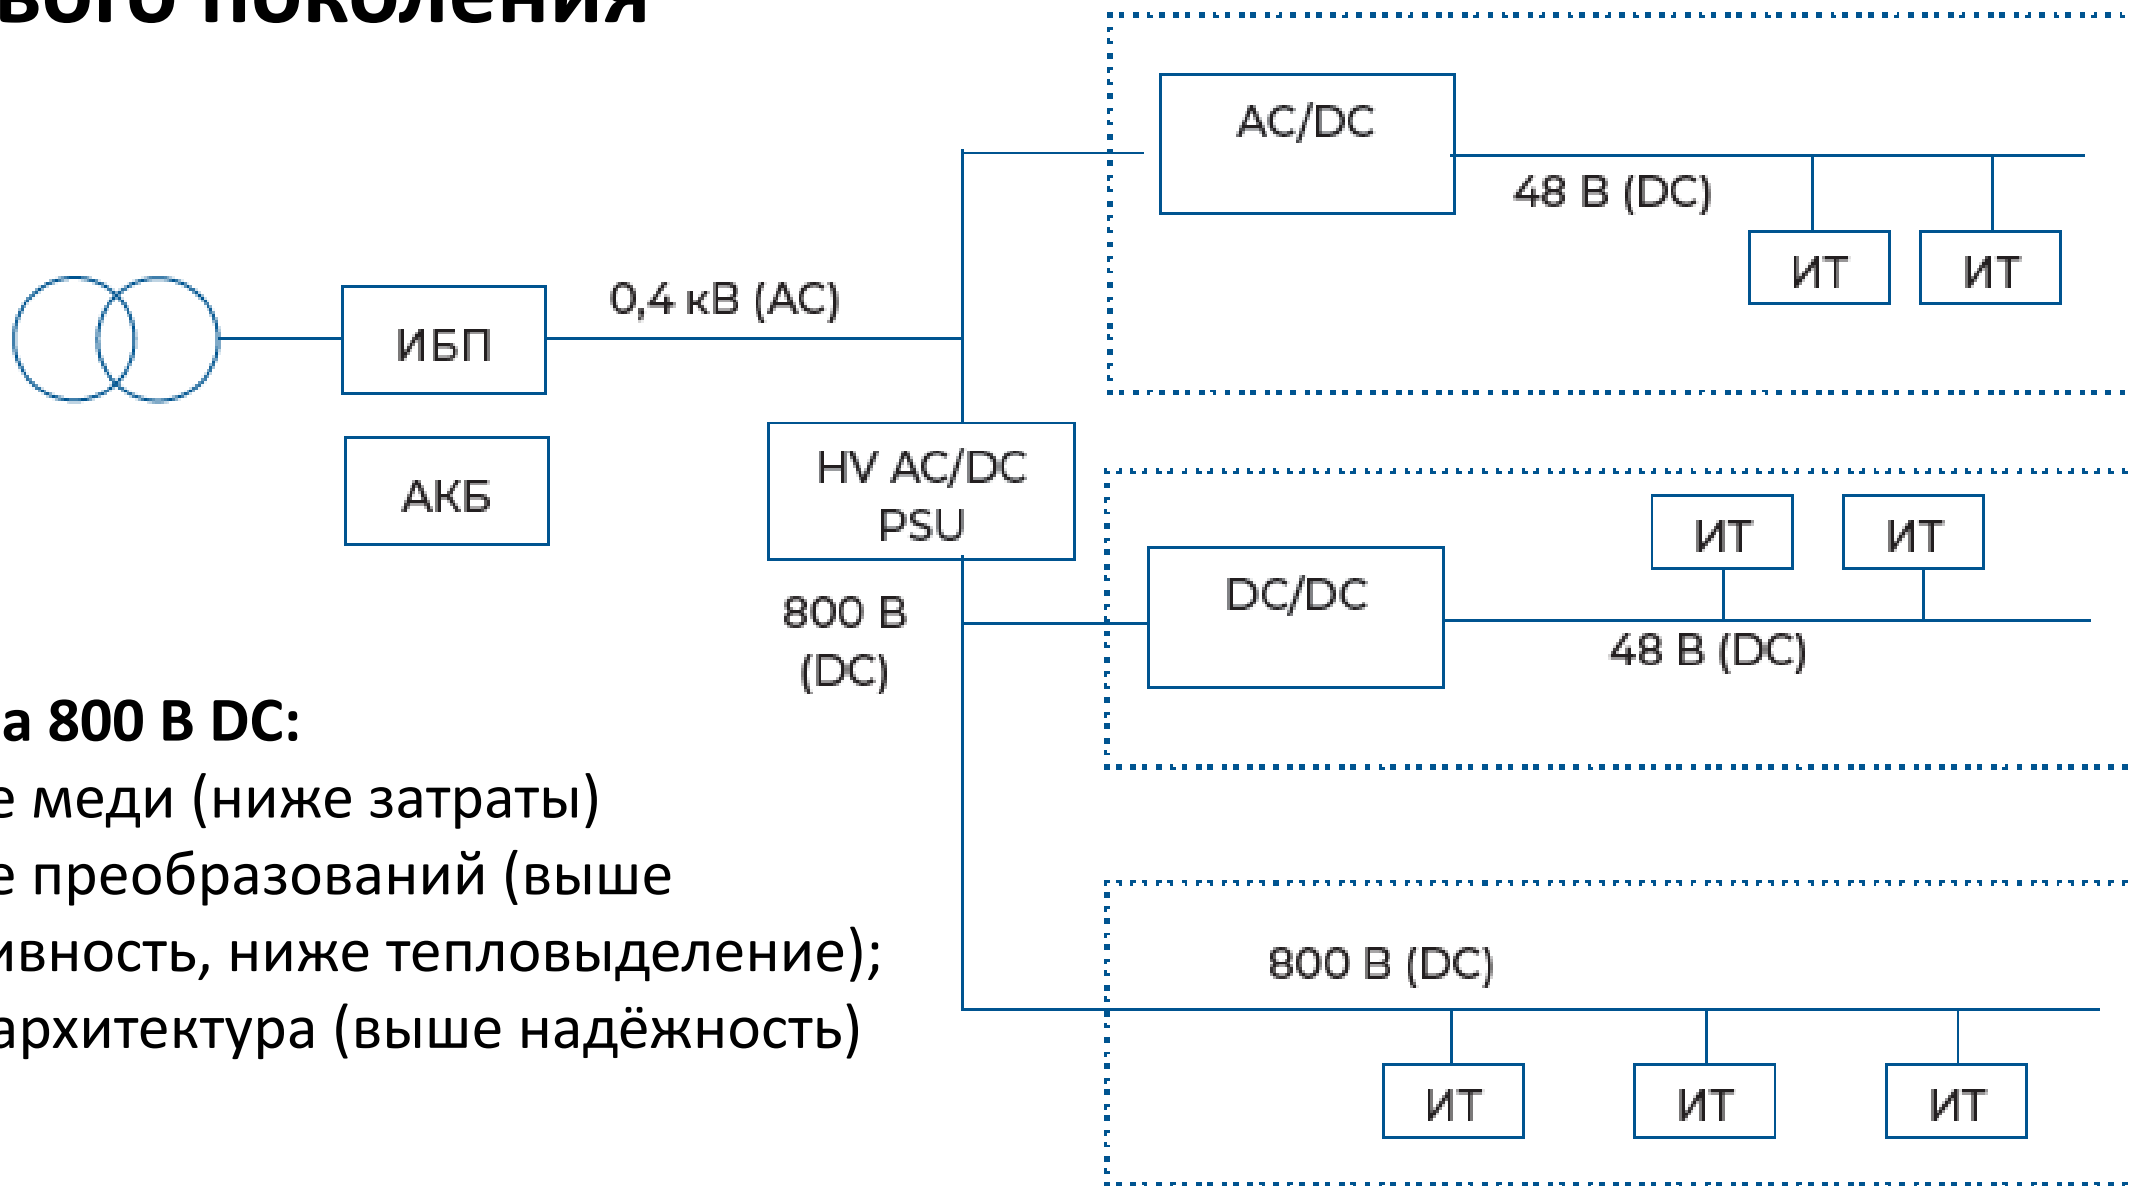 вого поколения
AC/DC
48 В (DC)
ИТ
ИТ
0,4 кВ (AC)
ИБП
АКБ
HV AC/DC
PSU
ИТ
ИТ
DC/DC
800 В
(DC)
48 В (DC)
а 800 В DC:
е меди (ниже затраты)
е преобразований (выше
ивность, ниже тепловыделение);
архитектура (выше надёжность)
800 В (DC)
ИТ
ИТ
ИТ